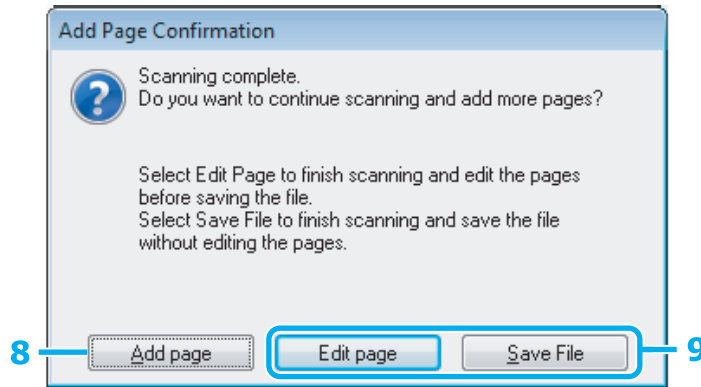 Add Page Confirmation
Scanning complete.
Do you want to continue scanning and add more pages?
Select Edit Page to finish scanning and edit the pages
before saving the file.
Select Save File to finish scanning and save the file
without editing the pages.
8 Add page Edit page Save File 9